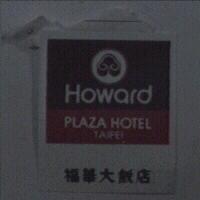 Howard
PLAZA HOTEL
TAIPEI
福華大飯店